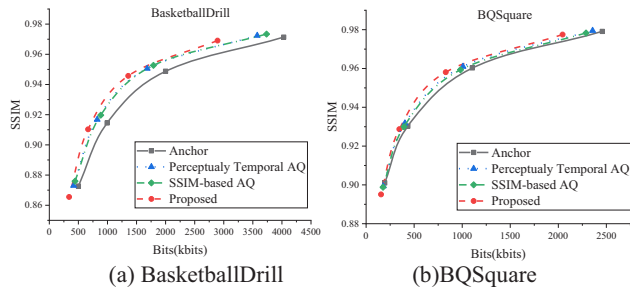 BasketballDrill
0.98
0.96
0.94
0.92
0.90
0.88
0.86
SSIM
0 500 1000 1500 2000 2500 3000 3500 4000 4500
Bits(kbits)
Anchor
Perceptualy Temporal AQ
SSIM-based AQ
Proposed
(a) BasketballDrill
BQSquare
0.98
0.96
0.94
0.92
0.90
0.88
SSIM
0 500 1000 1500 2000 2500
Bits(kbits)
Anchor
Perceptualy Temporal AQ
SSIM-based AQ
Proposed
(b)BQSquare